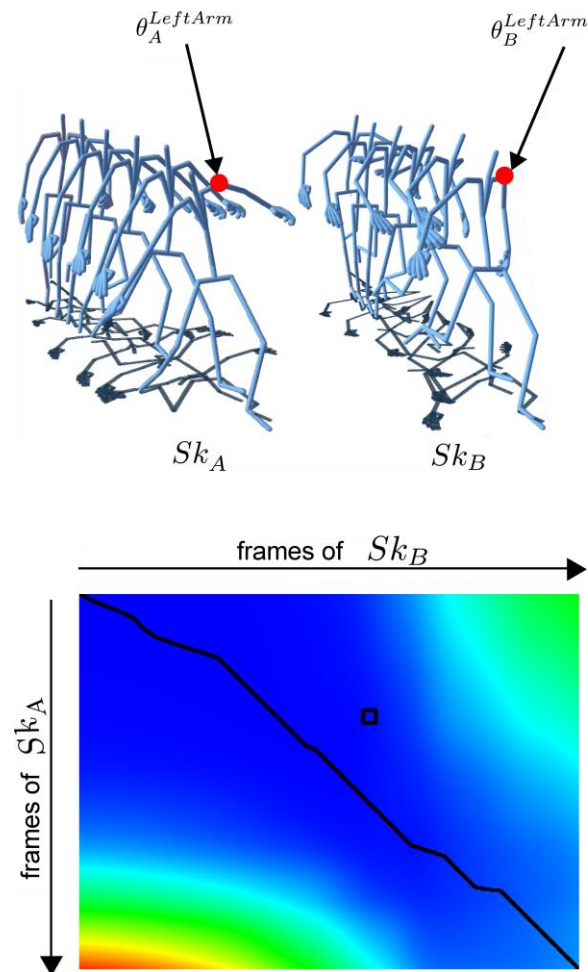 θ_A^{LeftArm} θ_B^{LeftArm}
Sk_A Sk_B
frames of Sk_B
frames of Sk_A